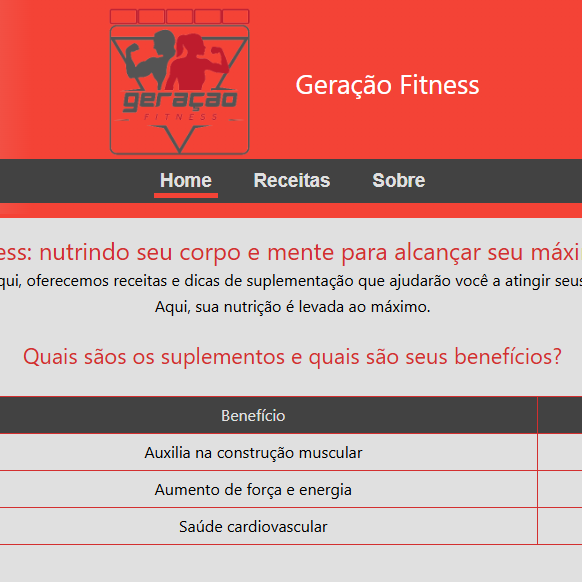 geração
FITNESS
Geração Fitness
Home Receitas Sobre
ess: nutrindo seu corpo e mente para alcançar seu máxi
qui, oferecemos receitas e dicas de suplementação que ajudarão você a atingir seus
Aqui, sua nutrição é levada ao máximo.
Quais sãos os suplementos e quais são seus benefícios?
Benefício
Auxilia na construção muscular
Aumento de força e energia
Saúde cardiovascular